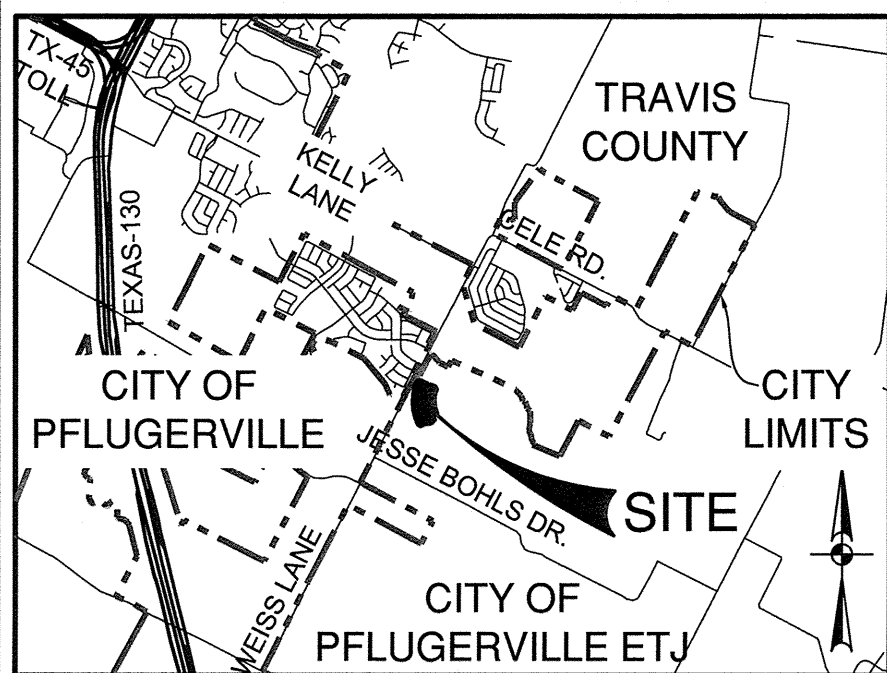 TX-45
TOLL
TRAVIS
COUNTY
KELLY
LANE
TEXAS-130
CELE RD.
CITY OF
PFLUGERVILLE
CITY
LIMITS
JESSE BOHLS DR.
SITE
WEISS LANE
CITY OF
PFLUGERVILLE ETJ